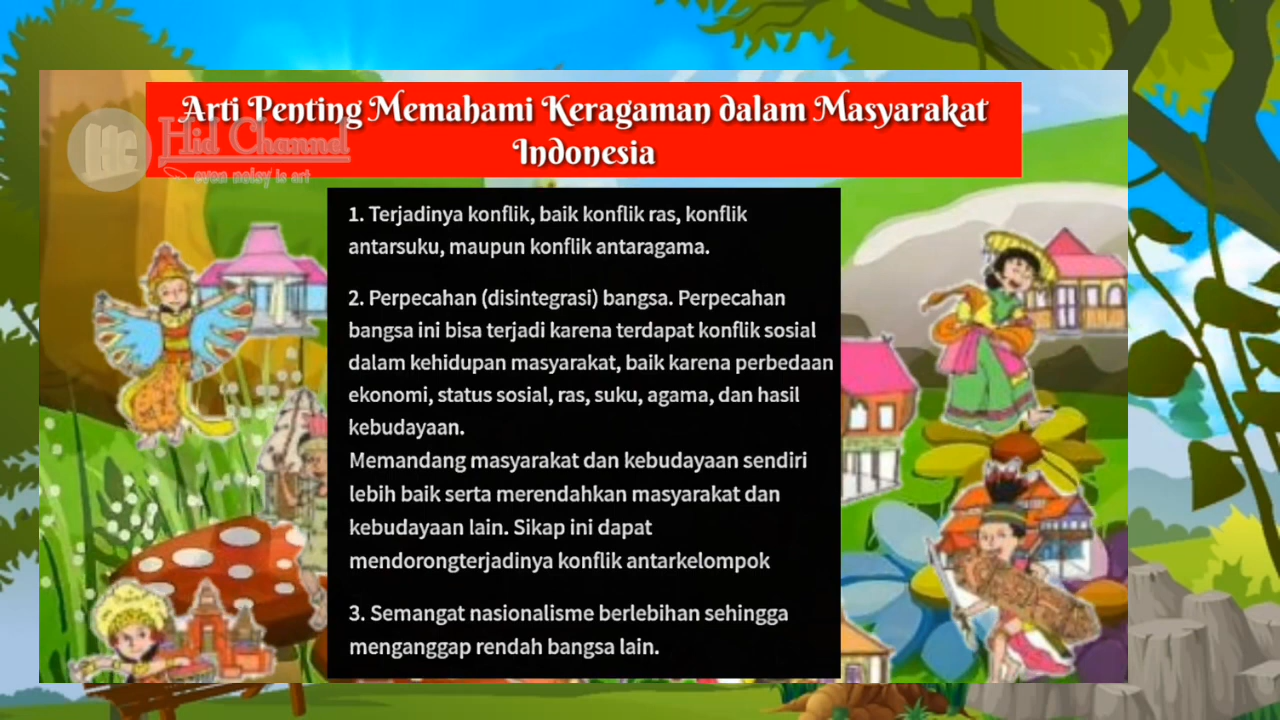 Arti Penting Memahami Keragaman dalam Masyarakat
Indonesia
HC
Hid Channel
even noisy is art
1. Terjadinya konflik, baik konflik ras, konflik
antarsuku, maupun konflik antaragama.
2. Perpecahan (disintegrasi) bangsa. Perpecahan
bangsa ini bisa terjadi karena terdapat konflik sosial
dalam kehidupan masyarakat, baik karena perbedaan
ekonomi, status sosial, ras, suku, agama, dan hasil
kebudayaan.
Memandang masyarakat dan kebudayaan sendiri
lebih baik serta merendahkan masyarakat dan
kebudayaan lain. Sikap ini dapat
mendorongterjadinya konflik antarkelompok
3. Semangat nasionalisme berlebihan sehingga
menganggap rendah bangsa lain.